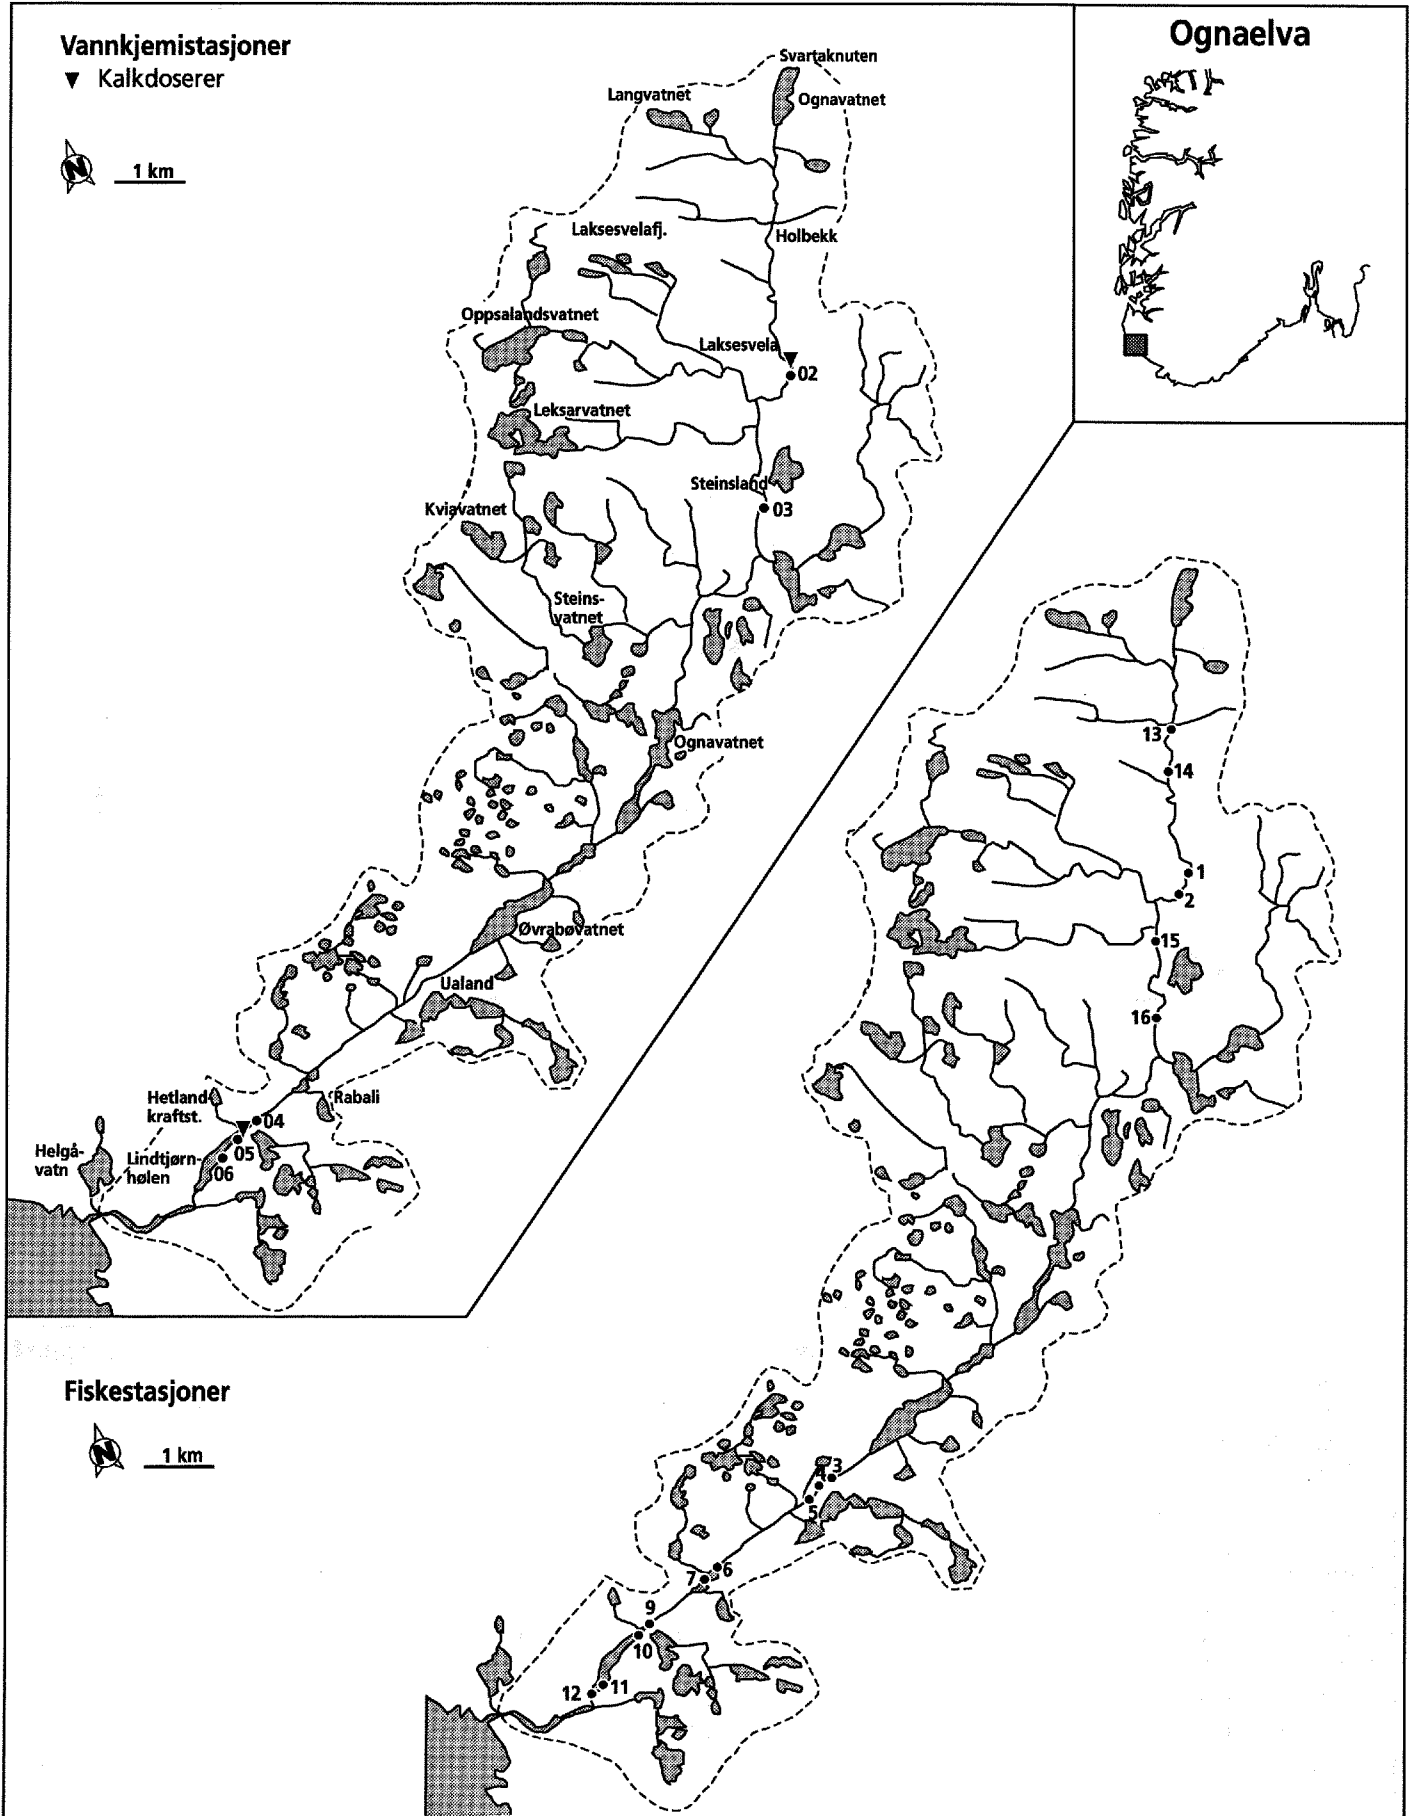 Vannkjemistasjoner
▼ Kalkdoserer
N
1 km
Ognaelva
Svartaknuten
Langvatnet
Ognavatnet
Laksesvelafj.
Holbekk
Oppsalandsvatnet
Laksesvela
02
Leksarvatnet
Steinsland
03
Kviavatnet
Steins-
vatnet
Ognavatnet
Øvrabøvatnet
Ualand
Hetland
kraftst.
Rabali
04
05
06
Helgå-
vatn
Lindtjørn-
hølen
Fiskestasjoner
N
1 km
13
14
1
2
15
16
3
4
5
6
7
9
10
11
12